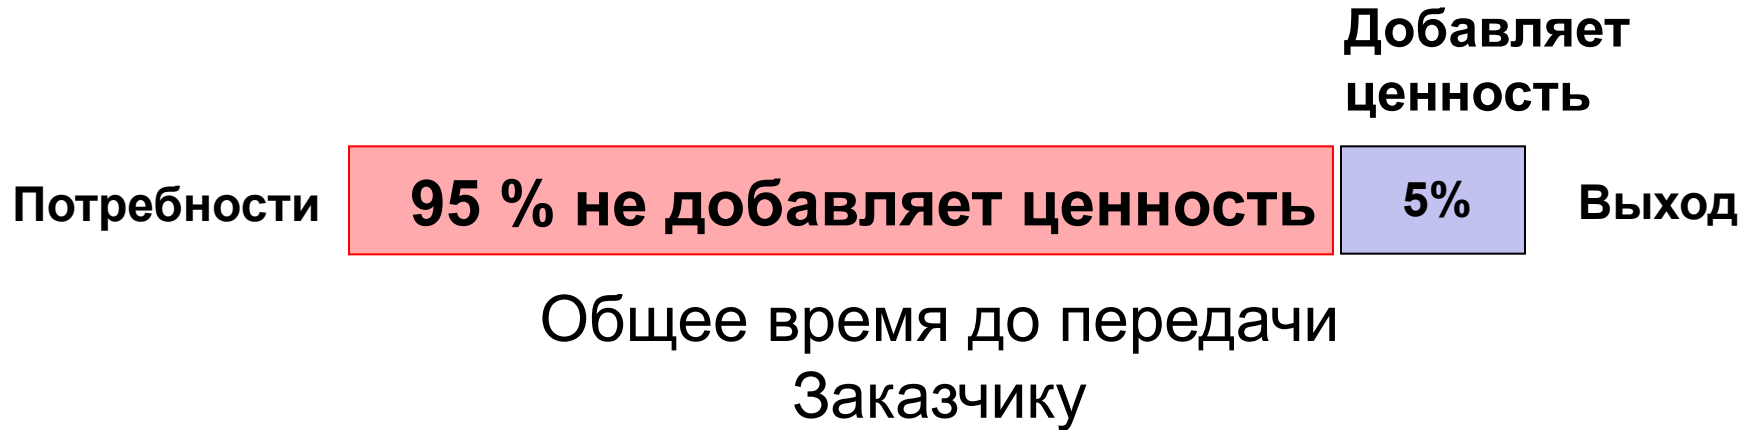 Добавляет
ценность
Потребности
95 % не добавляет ценность
5%
Выход
Общее время до передачи
Заказчику